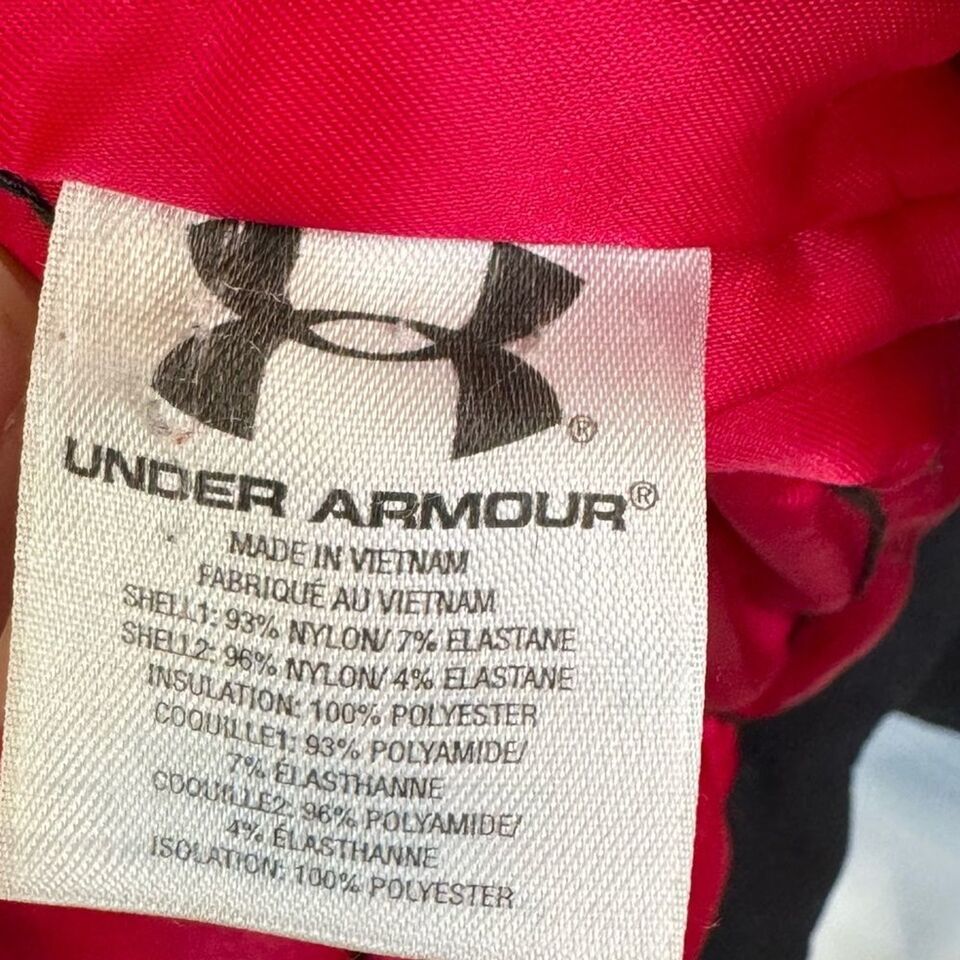 ®
UNDER ARMOUR®
MADE IN VIETNAM
FABRIQUÉ AU VIETNAM
SHELL1: 93% NYLON/ 7% ELASTANE
SHELL2: 96% NYLON/ 4% ELASTANE
INSULATION: 100% POLYESTER
COQUILLE1: 93% POLYAMIDE/
7% ÉLASTHANNE
COQUILLE2: 96% POLYAMIDE/
4% ÉLASTHANNE
ISOLATION: 100% POLYESTER